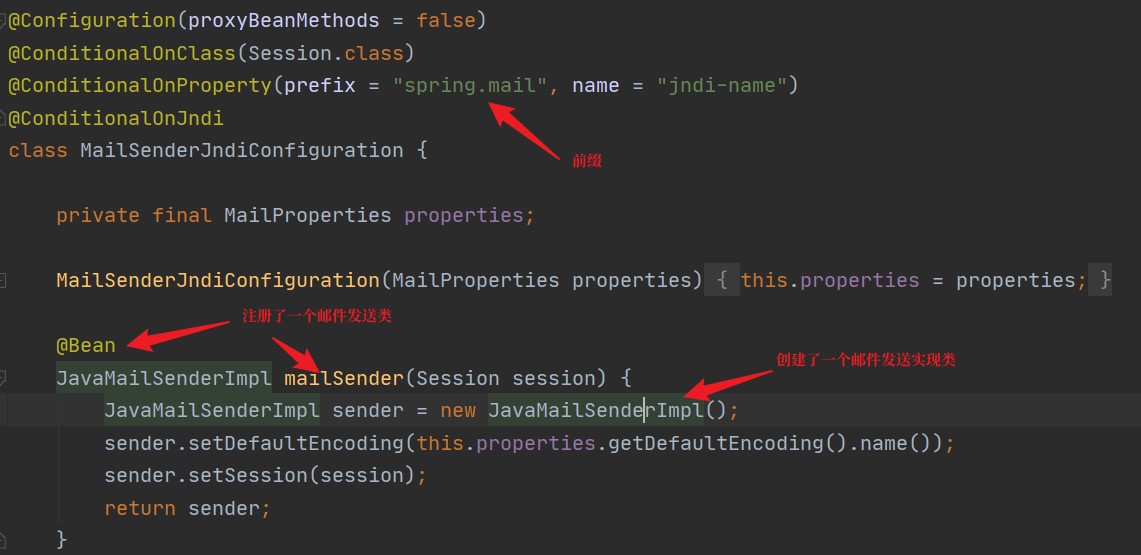 @Configuration(proxyBeanMethods = false)
@ConditionalOnClass(Session.class)
@ConditionalOnProperty(prefix = "spring.mail", name = "jndi-name")
@ConditionalOnJndi
class MailSenderJndiConfiguration {
前缀
private final MailProperties properties;
MailSenderJndiConfiguration(MailProperties properties) { this.properties = properties; }
注册了一个邮件发送类
@Bean
创建了一个邮件发送实现类
JavaMailSenderImpl mailSender(Session session) {
JavaMailSenderImpl sender = new JavaMailSenderImpl();
sender.setDefaultEncoding(this.properties.getDefaultEncoding().name());
sender.setSession(session);
return sender;
}